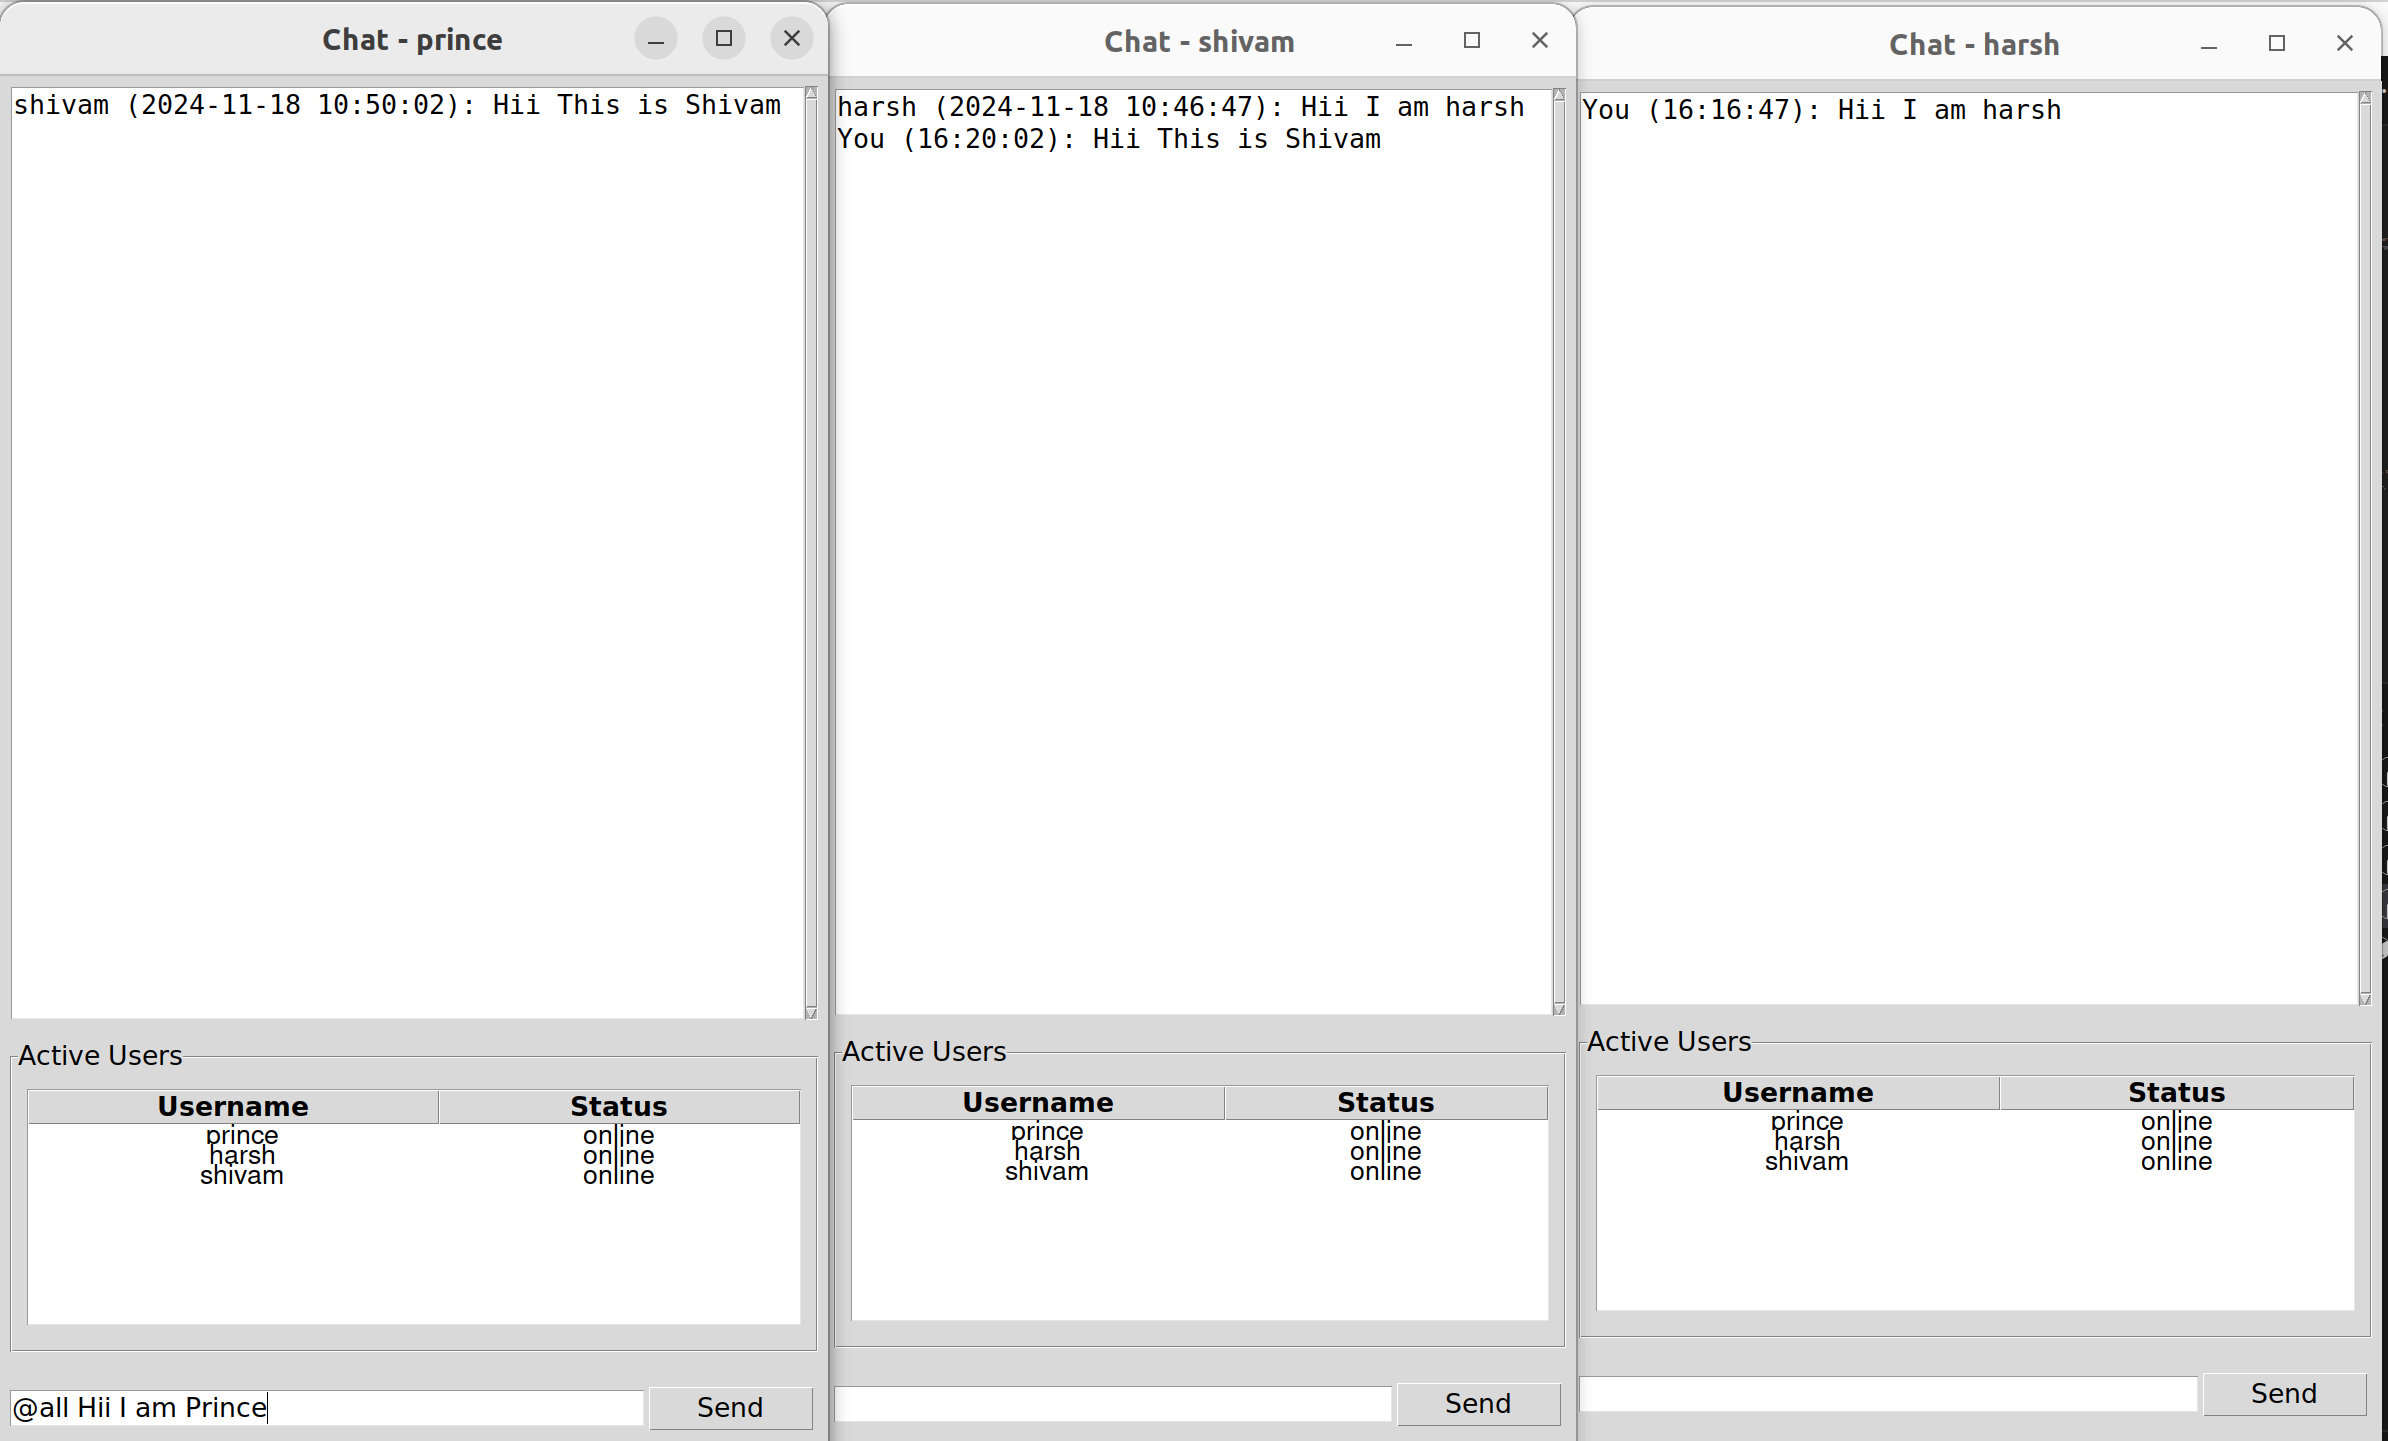 Chat - prince
shivam (2024-11-18 10:50:02): Hii This is Shivam
Active Users
Username Status
prince online
harsh online
shivam online
@all Hii I am Prince Send
Chat - shivam
harsh (2024-11-18 10:46:47): Hii I am harsh
You (16:20:02): Hii This is Shivam
Active Users
Username Status
prince online
harsh online
shivam online
Send
Chat - harsh
You (16:16:47): Hii I am harsh
Active Users
Username Status
prince online
harsh online
shivam online
Send